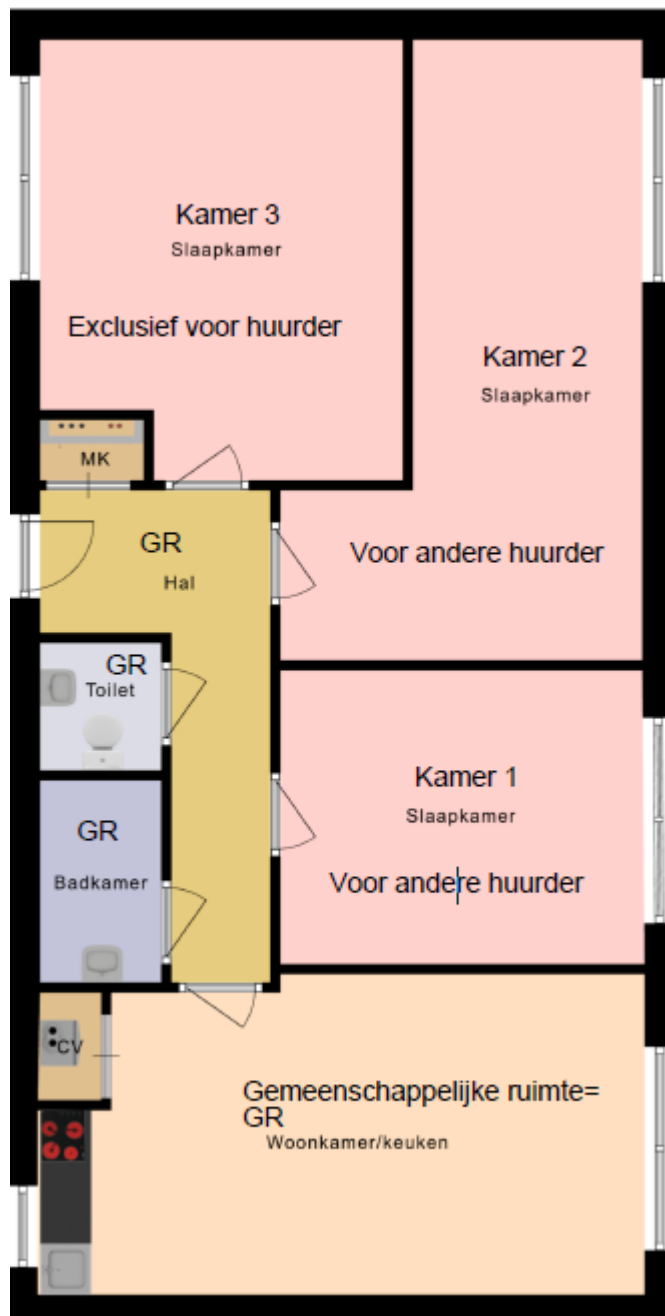 Kamer 3
Slaapkamer
Exclusief voor huurder
Kamer 2
Slaapkamer
MK
GR
Hal
Voor andere huurder
GR
Toilet
Kamer 1
Slaapkamer
GR
Badkamer
Voor andere huurder
CV
Gemeenschappelijke ruimte=
GR
Woonkamer/keuken